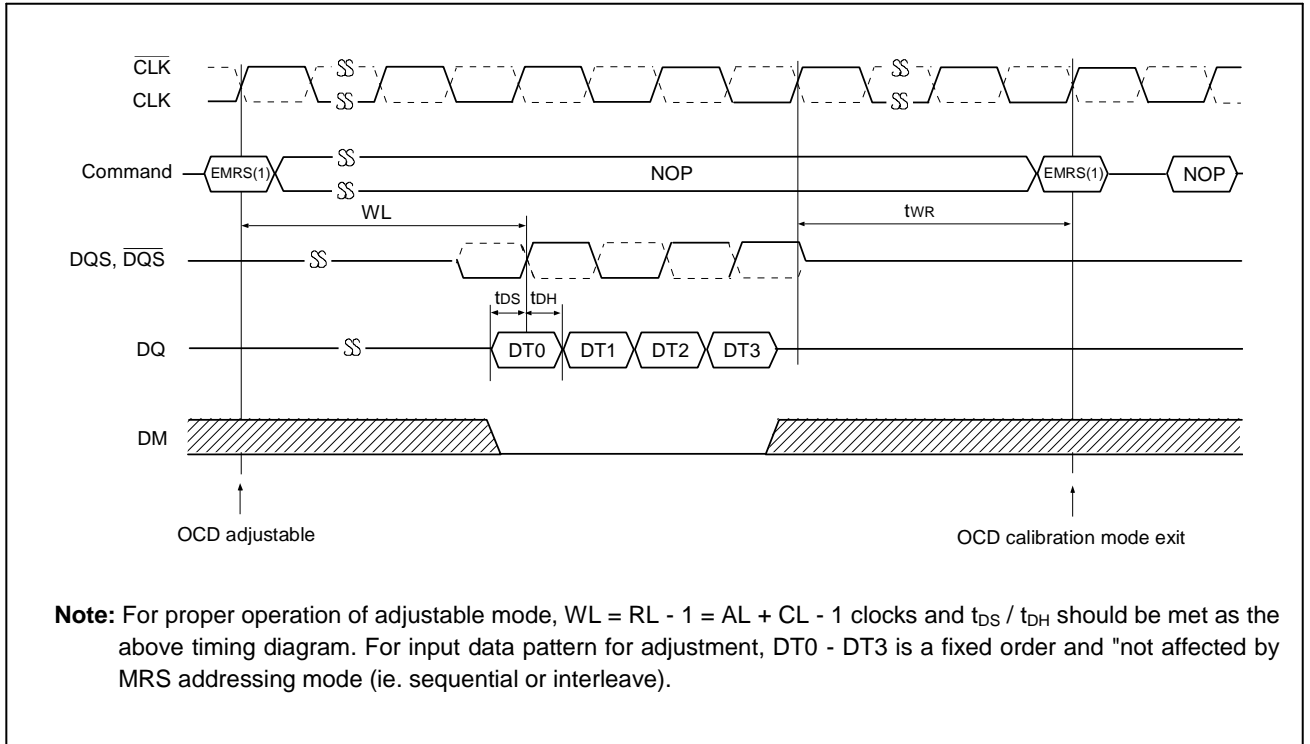 CLK
CLK
Command
EMRS(1)
NOP
EMRS(1)
NOP
WL
tWR
DQS, DQS
tDS
tDH
DQ
DT0
DT1
DT2
DT3
DM
OCD adjustable
OCD calibration mode exit
Note: For proper operation of adjustable mode, WL = RL - 1 = AL + CL - 1 clocks and tDS / tDH should be met as the
above timing diagram. For input data pattern for adjustment, DT0 - DT3 is a fixed order and "not affected by
MRS addressing mode (ie. sequential or interleave).